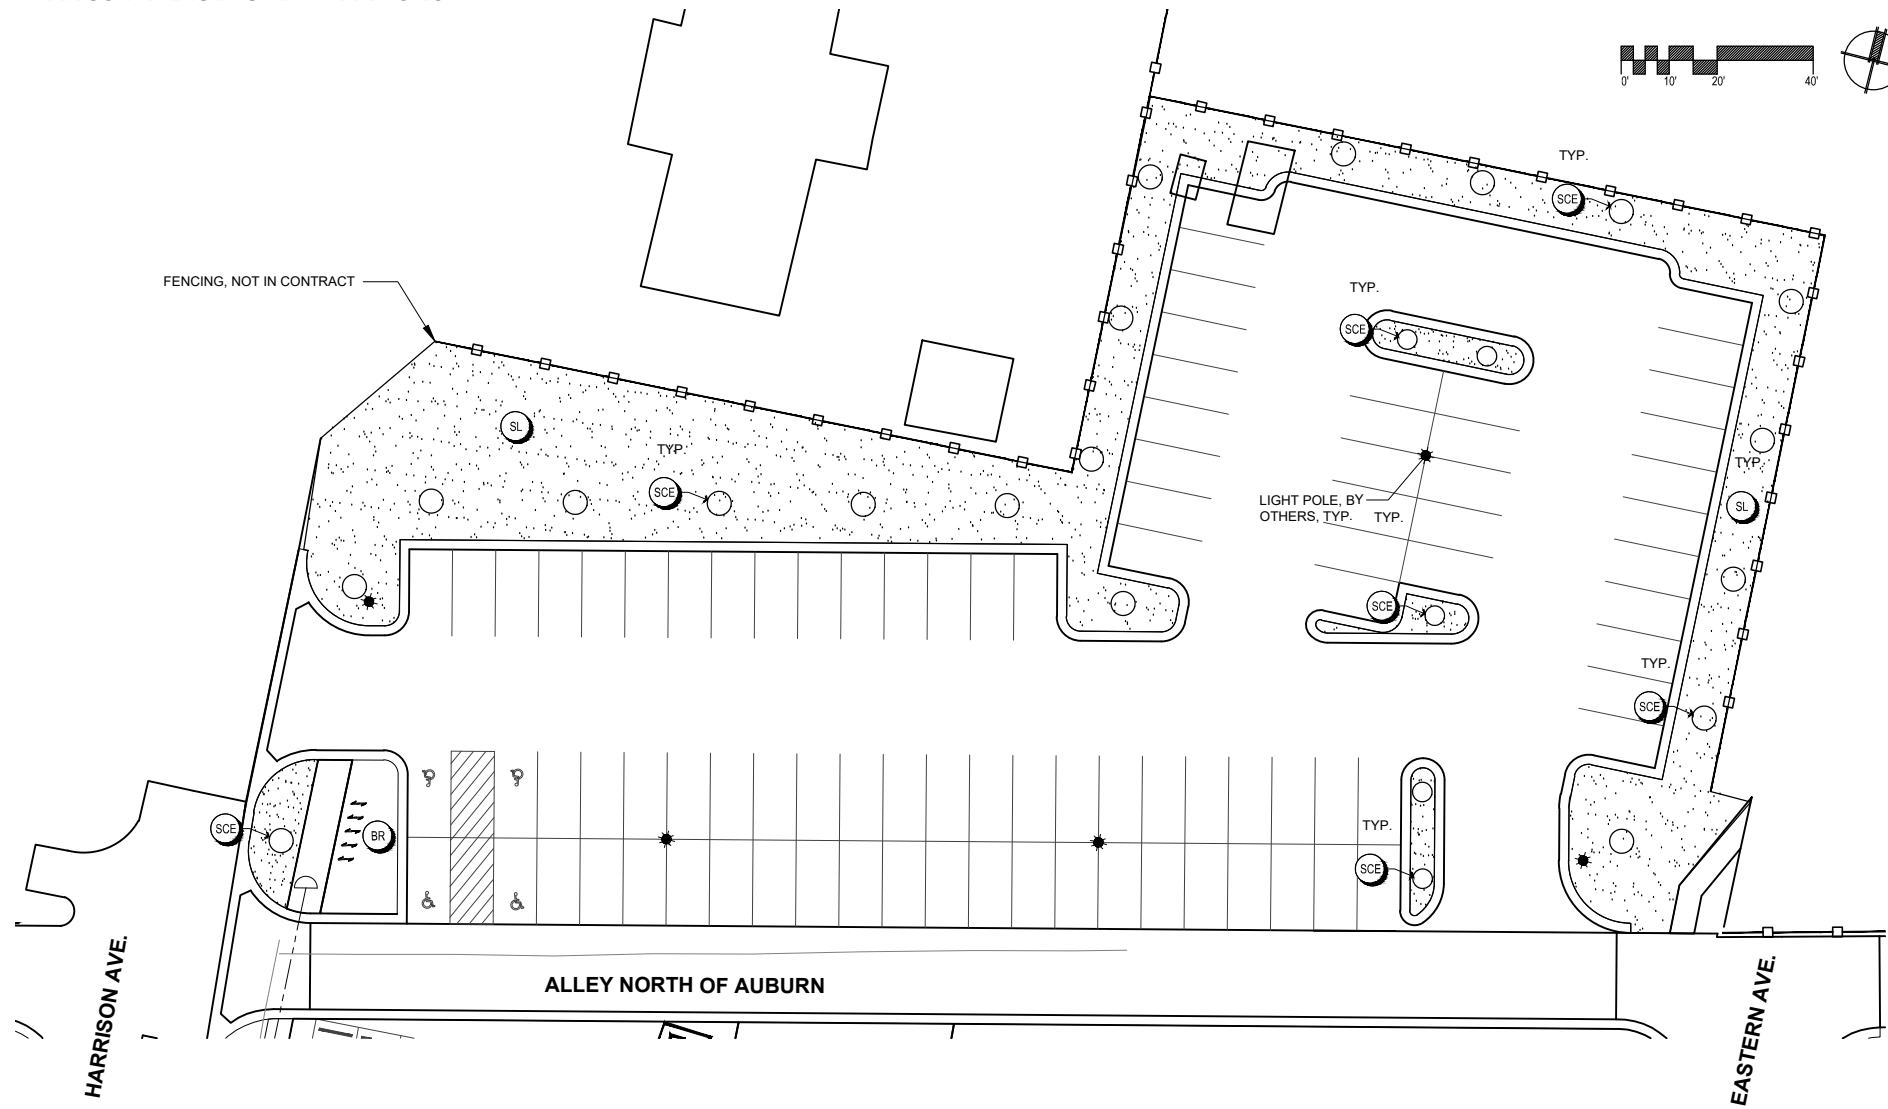 0' 10' 20' 40'
TYP.
SCE
FENCING, NOT IN CONTRACT
TYP.
SCE
SL
TYP.
SCE
TYP.
SL
LIGHT POLE, BY
OTHERS, TYP.
TYP.
SCE
TYP.
SCE
SCE
BR
TYP.
SCE
ALLEY NORTH OF AUBURN
HARRISON AVE.
EASTERN AVE.